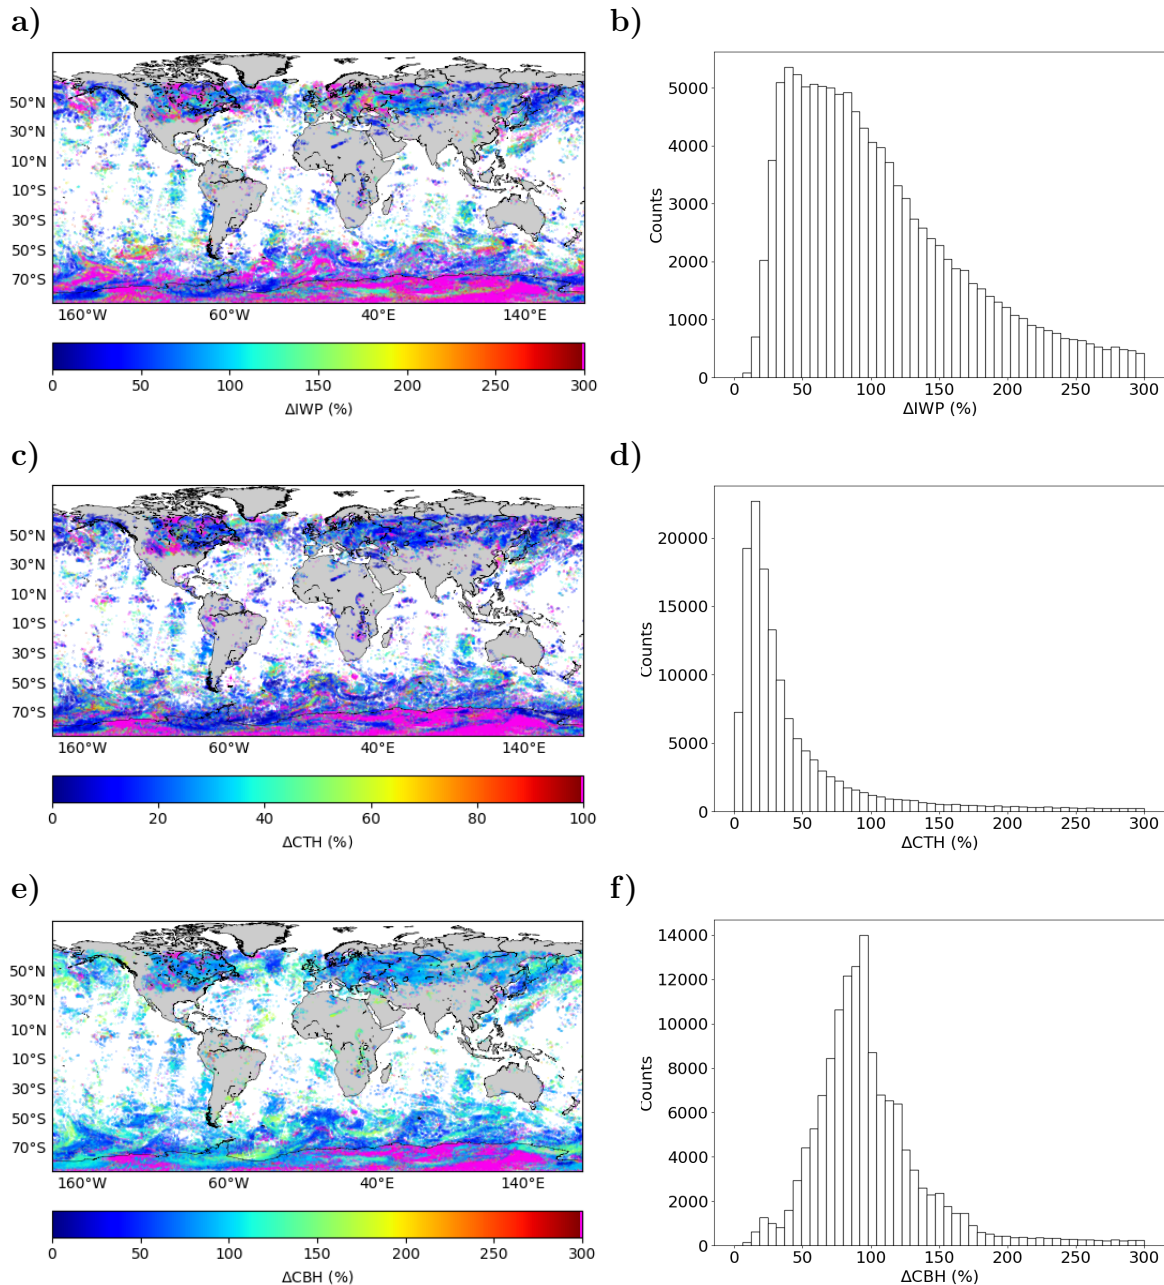 a)
50°N
30°N
10°N
10°S
30°S
50°S
70°S
160°W 60°W 40°E 140°E
0 50 100 150 200 250 300
ΔIWP (%)
b)
Counts
5000
4000
3000
2000
1000
0
0 50 100 150 200 250 300
ΔIWP (%)
c)
50°N
30°N
10°N
10°S
30°S
50°S
70°S
160°W 60°W 40°E 140°E
0 20 40 60 80 100
ΔCTH (%)
d)
Counts
20000
15000
10000
5000
0
0 50 100 150 200 250 300
ΔCTH (%)
e)
50°N
30°N
10°N
10°S
30°S
50°S
70°S
160°W 60°W 40°E 140°E
0 50 100 150 200 250 300
ΔCBH (%)
f)
Counts
14000
12000
10000
8000
6000
4000
2000
0
0 50 100 150 200 250 300
ΔCBH (%)